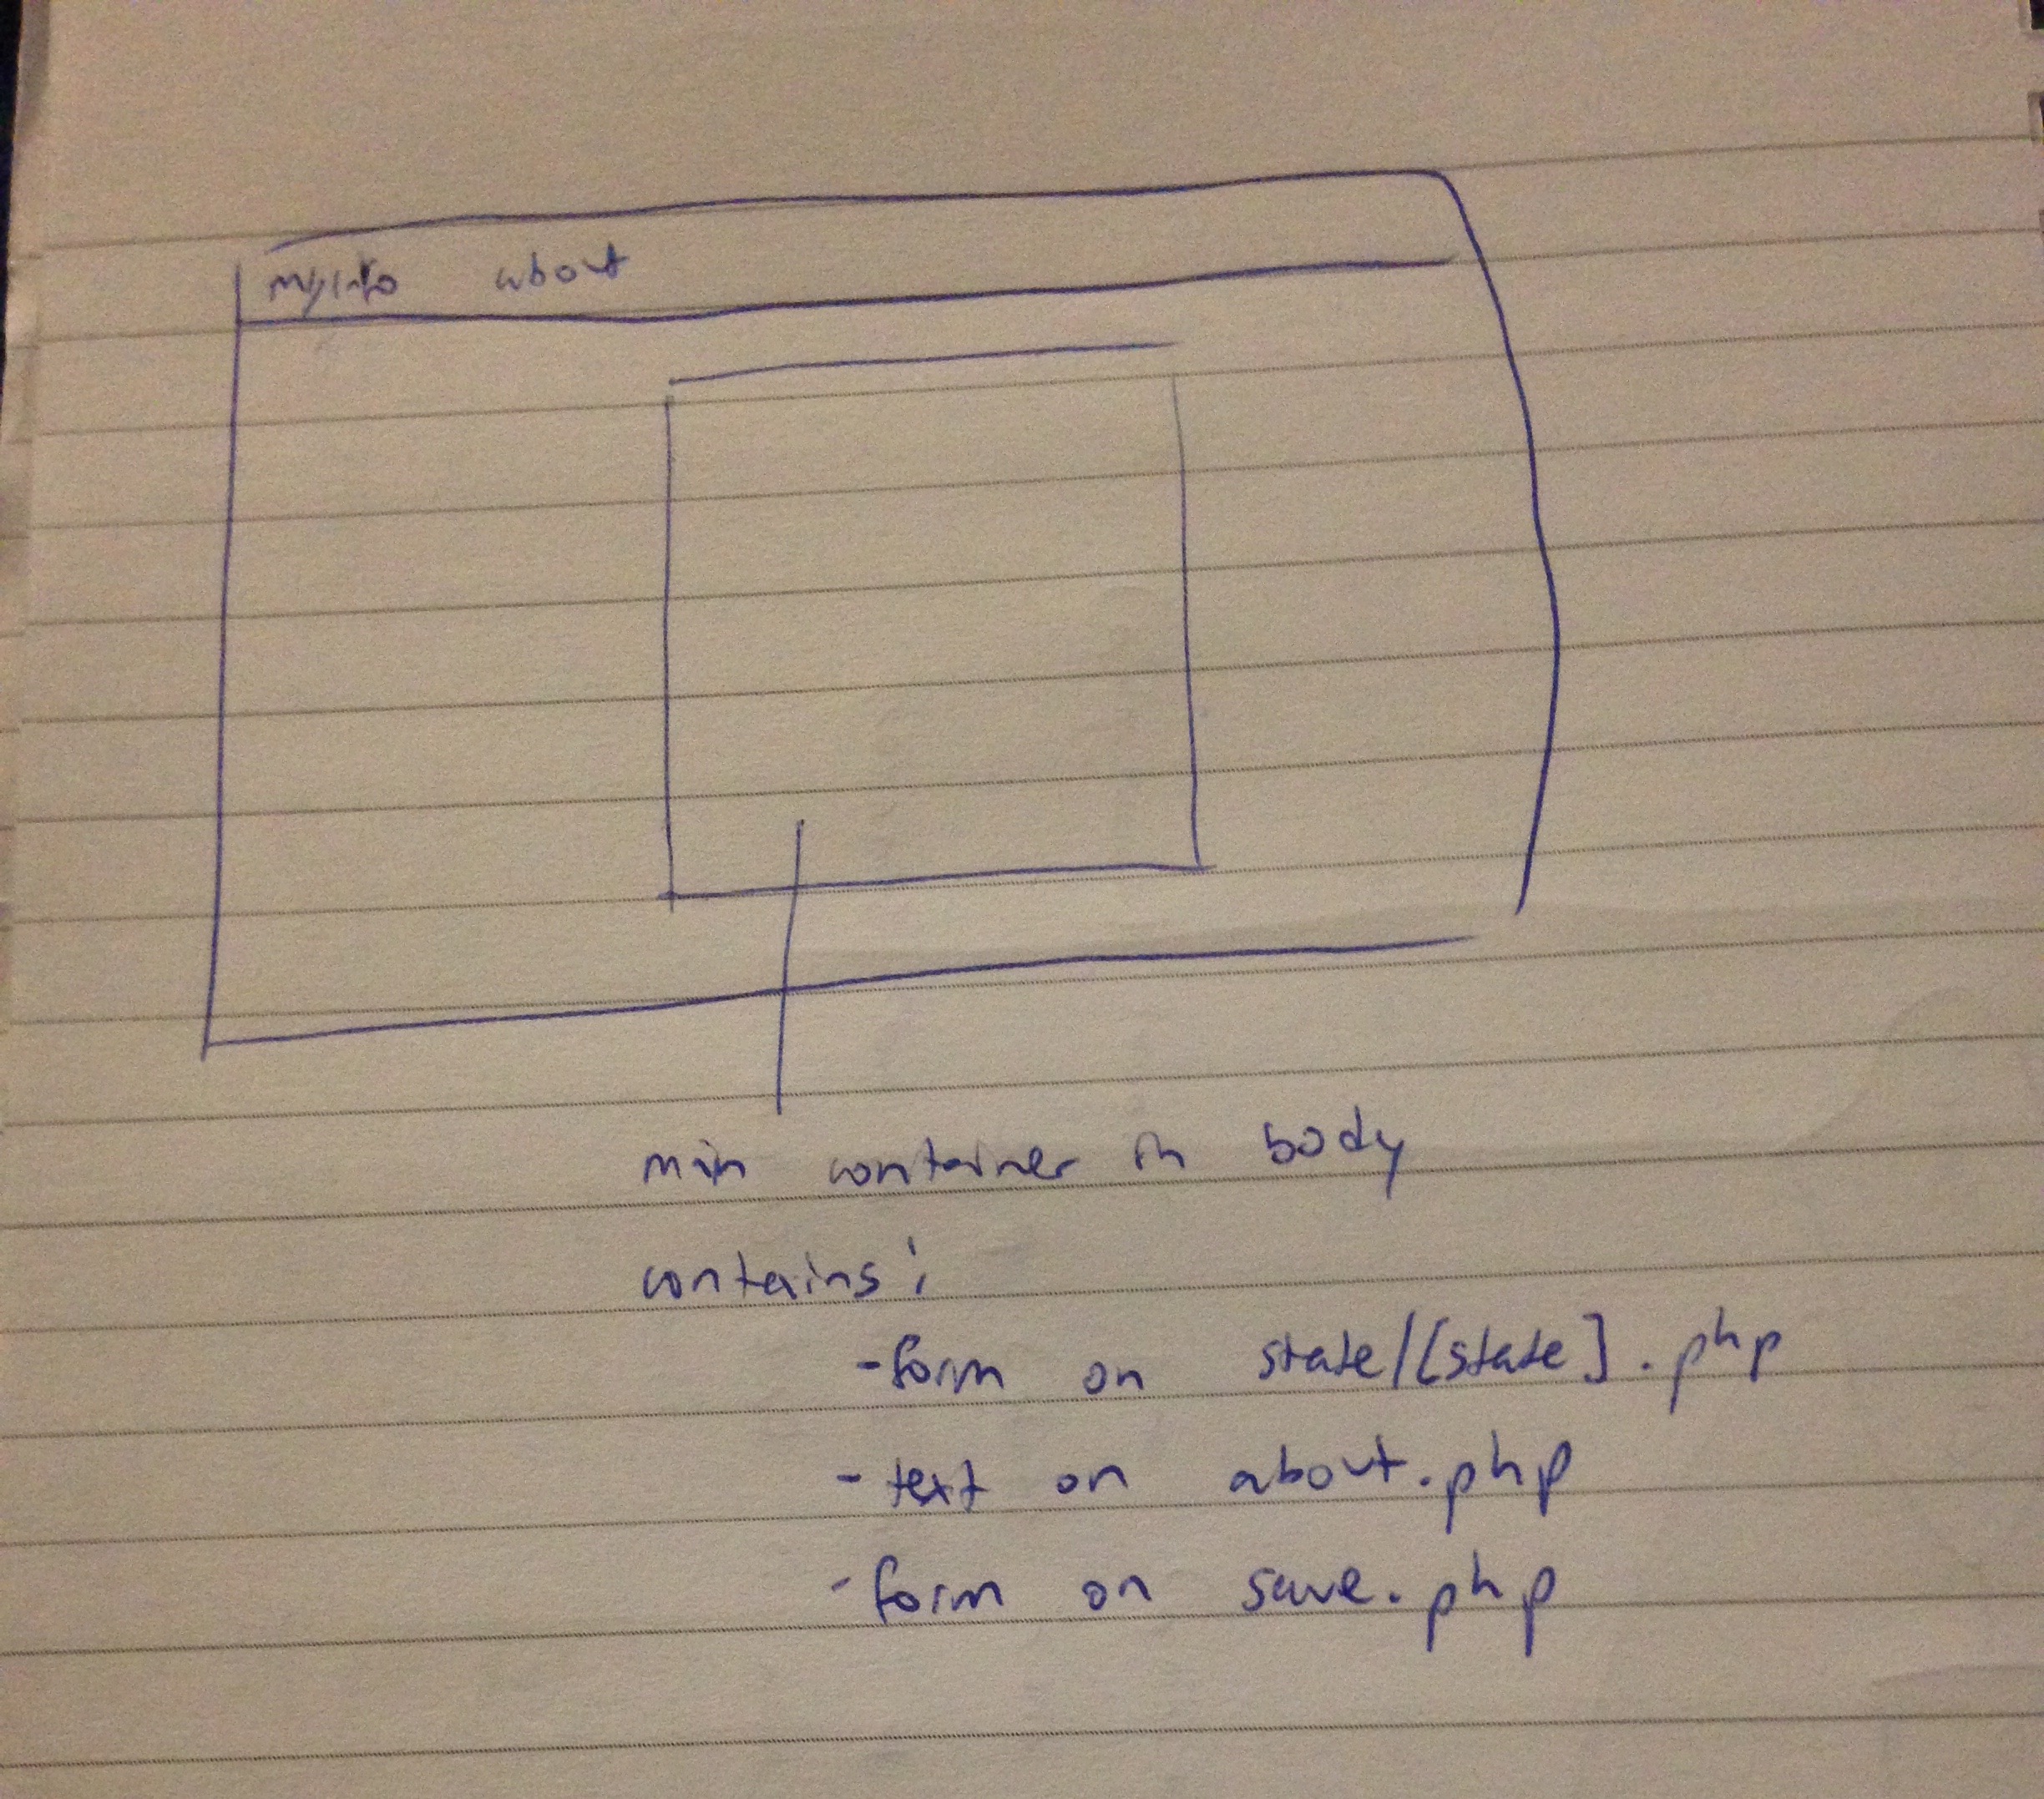 myinfo about
main container in body
contains:
-form on state/[state].php
-text on about.php
-form on save.php